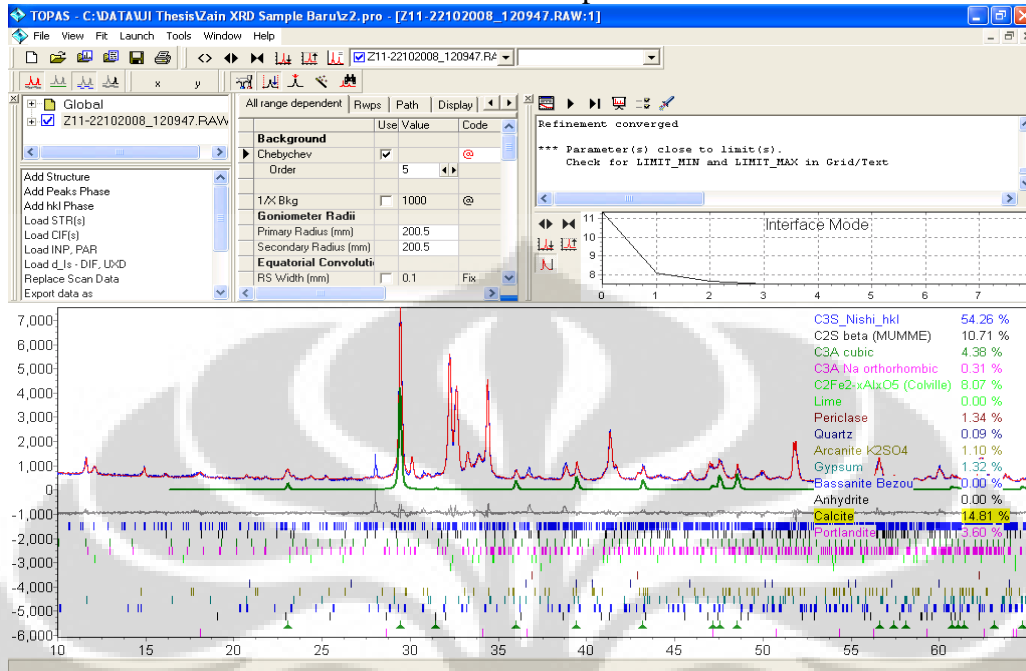 TOPAS - C:\DATA\UI Thesis\Zain XRD Sample Baru\z2.pro - [Z11-22102008_120947.RAW:1]
File View Fit Launch Tools Window Help
Z11-22102008_120947.RA
x y
Global
Z11-22102008_120947.RAW
Add Structure
Add Peaks Phase
Add hkl Phase
Load STR(s)
Load CIF(s)
Load INP, PAR
Load d_Is - DIF, UXD
Replace Scan Data
Export data as
All range dependent Rwps Path Display
Use Value Code
Background
Chebychev @
Order 5
1/X Bkg 1000 @
Goniometer Radii
Primary Radius (mm) 200.5
Secondary Radius (mm) 200.5
Equatorial Convoluti
RS Width (mm) 0.1 Fix
Refinement converged
*** Parameter(s) close to limit(s).
Check for LIMIT_MIN and LIMIT_MAX in Grid/Text
Interface Mode
11
10
9
8
0 1 2 3 4 5 6 7
7,000
6,000
5,000
4,000
3,000
2,000
1,000
0
-1,000
-2,000
-3,000
-4,000
-5,000
-6,000
C3S_Nishi_hkl 54.26 %
C2S beta (MUMME) 10.71 %
C3A cubic 4.38 %
C3A Na orthorhombic 0.31 %
C2Fe2-xAlxO5 (Colville) 8.07 %
Lime 0.00 %
Periclase 1.34 %
Quartz 0.09 %
Arcanite K2SO4 1.10 %
Gypsum 1.32 %
Bassanite Bezou 0.00 %
Anhydrite 0.00 %
Calcite 14.81 %
Portlandite 3.60 %
10 15 20 25 30 35 40 45 50 55 60